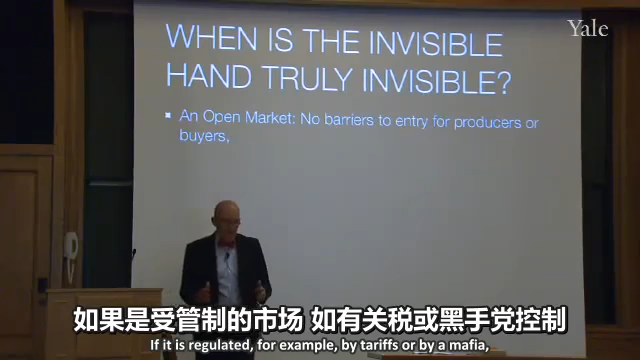 Yale
WHEN IS THE INVISIBLE
HAND TRULY INVISIBLE?
An Open Market: No barriers to entry for producers or
buyers,
如果是受管制的市场 如有关税或黑手党控制
If it is regulated, for example, by tariffs or by a mafia,